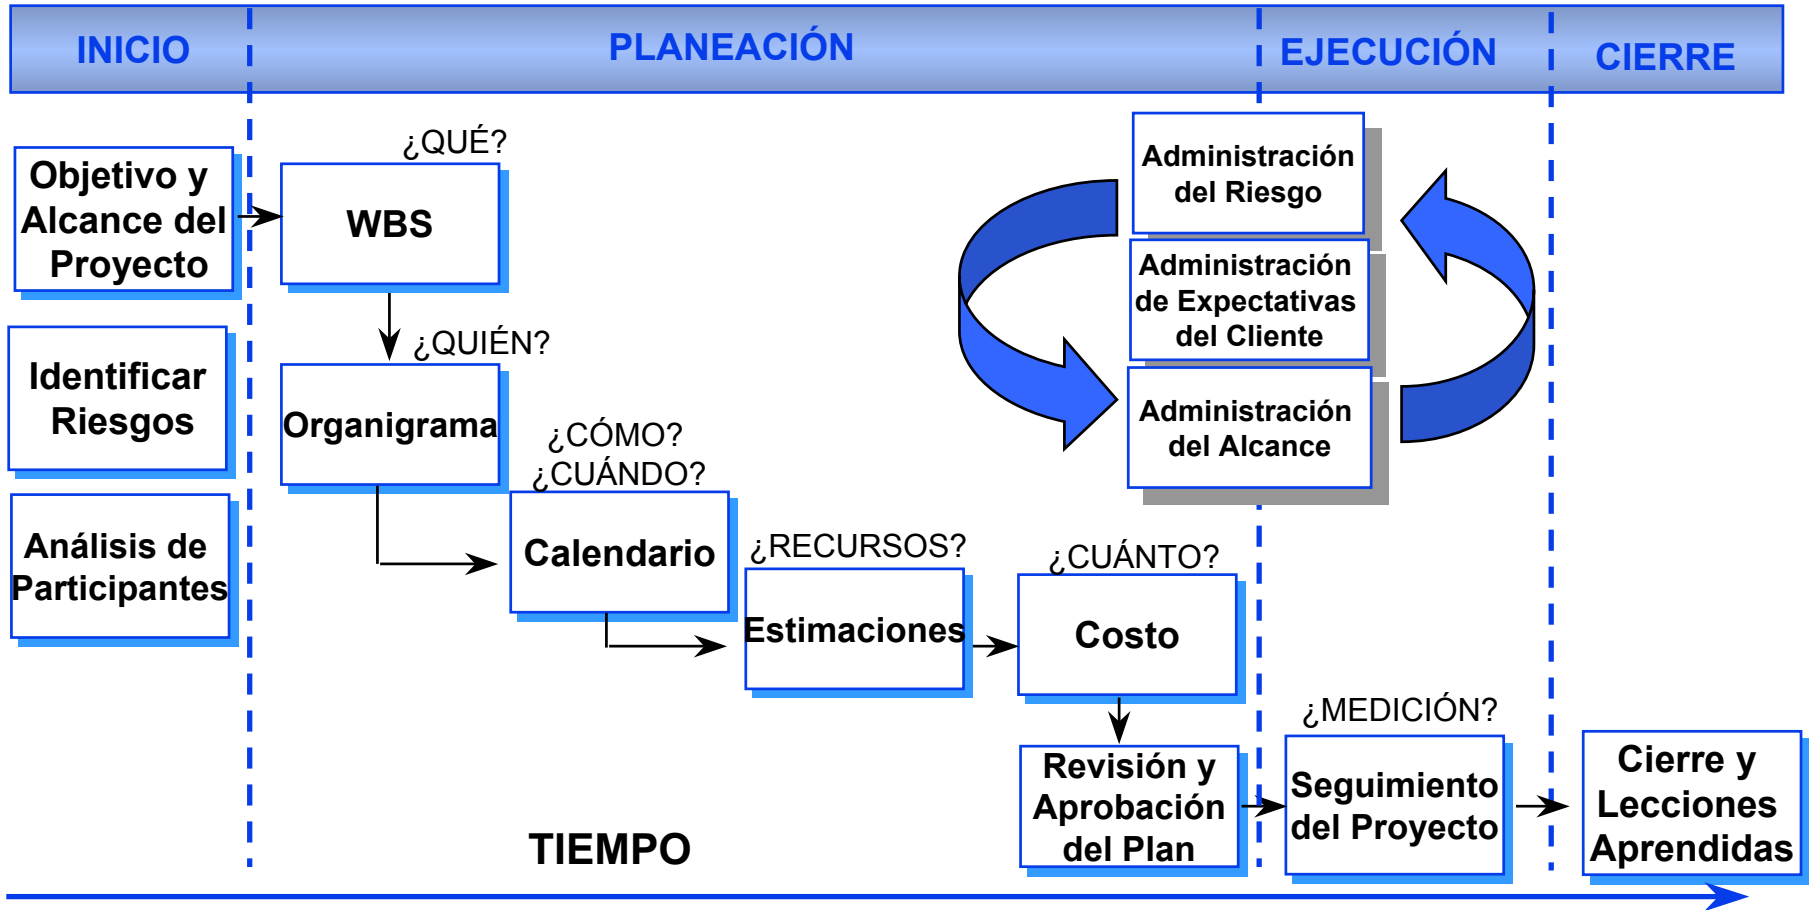 INICIO
PLANEACIÓN
EJECUCIÓN
CIERRE
Objetivo y
Alcance del
Proyecto
Identificar
Riesgos
Análisis de
Participantes
¿QUÉ?
WBS
¿QUIÉN?
Organigrama
¿CÓMO?
¿CUÁNDO?
Calendario
¿RECURSOS?
Estimaciones
¿CUÁNTO?
Costo
Revisión y
Aprobación
del Plan
Administración
del Riesgo
Administración
de Expectativas
del Cliente
Administración
del Alcance
¿MEDICIÓN?
Seguimiento
del Proyecto
Cierre y
Lecciones
Aprendidas
TIEMPO